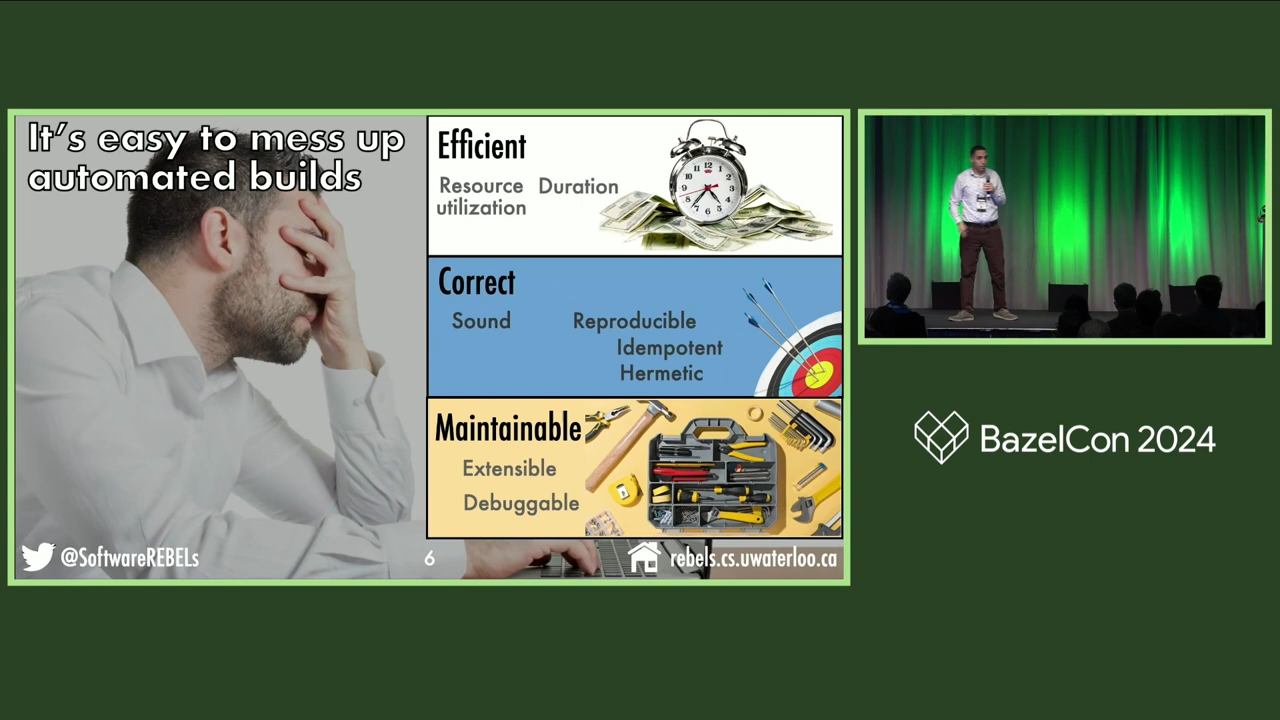 It's easy to mess up
automated builds
Efficient
Resource
utilization
Duration
Correct
Sound
Reproducible
Idempotent
Hermetic
Maintainable
Extensible
Debuggable
@SoftwareREBELs
6
rebels.cs.uwaterloo.ca
BazelCon 2024